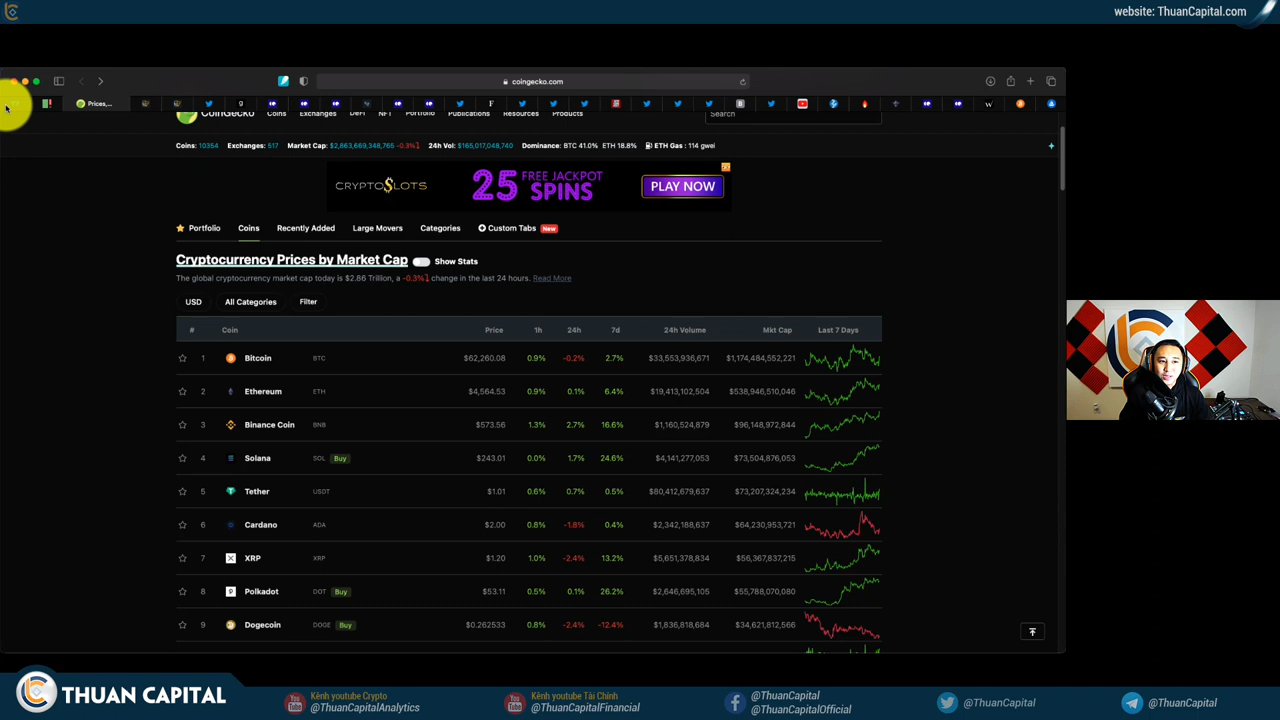 website: ThuanCapital.com
coingecko.com
Prices,...
CoinGecko Coins Exchanges DeFi NFT Portfolio Publications Resources Products Search
Coins: 10354 Exchanges: 517 Market Cap: $2,863,669,348,765 -0.3% 24h Vol: $165,017,048,740 Dominance: BTC 41.0% ETH 18.8% ETH Gas: 114 gwei
CRYPTO SLOTS 25 FREE JACKPOT SPINS PLAY NOW
Portfolio Coins Recently Added Large Movers Categories Custom Tabs New
Cryptocurrency Prices by Market Cap Show Stats
The global cryptocurrency market cap today is $2.86 Trillion, a -0.3% change in the last 24 hours. Read More
USD All Categories Filter
# Coin Price 1h 24h 7d 24h Volume Mkt Cap Last 7 Days
1 Bitcoin BTC $62,260.08 0.9% -0.2% 2.7% $33,553,936,671 $1,174,484,552,221
2 Ethereum ETH $4,564.53 0.9% 0.1% 6.4% $19,413,102,504 $538,946,510,046
3 Binance Coin BNB $573.56 1.3% 2.7% 16.6% $1,160,524,879 $96,148,972,844
4 Solana SOL Buy $243.01 0.0% 1.7% 24.6% $4,141,277,053 $73,504,876,053
5 Tether USDT $1.01 0.6% 0.7% 0.5% $80,412,679,637 $73,207,324,234
6 Cardano ADA $2.00 0.8% -1.8% 0.4% $2,342,188,637 $64,230,953,721
7 XRP XRP $1.20 1.0% -2.4% 13.2% $5,651,378,834 $56,367,837,215
8 Polkadot DOT Buy $53.11 0.5% 0.1% 26.2% $2,646,695,105 $55,788,070,080
9 Dogecoin DOGE Buy $0.262533 0.8% -2.4% -12.4% $1,836,818,684 $34,621,812,566
THUAN CAPITAL
Kênh youtube Crypto
@ThuanCapitalAnalytics
Kênh youtube Tài Chính
@ThuanCapitalFinancial
@ThuanCapital
@ThuanCapitalOfficial
@ThuanCapital
@ThuanCapital